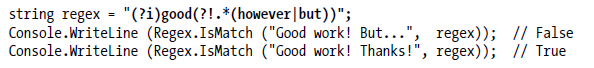 string regex = "(?i)good(?!.*(however|but))";
Console.WriteLine (Regex.IsMatch ("Good work! But...",  regex));  // False
Console.WriteLine (Regex.IsMatch ("Good work! Thanks!", regex));  // True